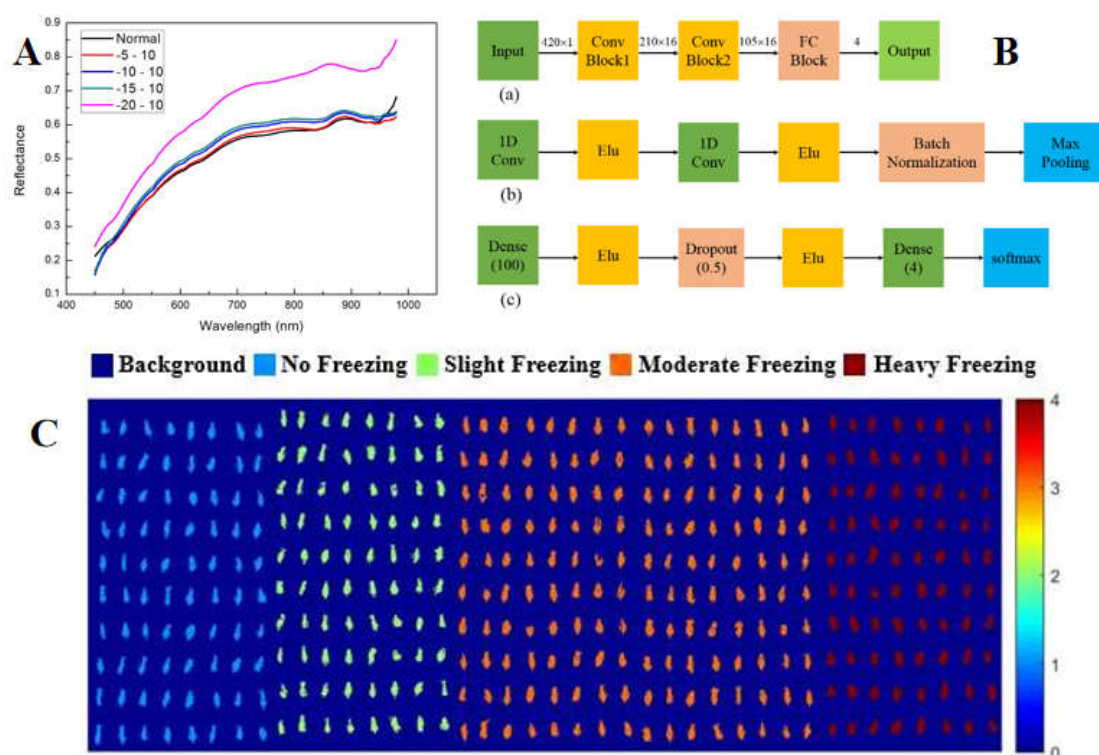 A
0.9
0.8
0.7
0.6
0.5
0.4
0.3
0.2
0.1
Reflectance
Normal
-5 - 10
-10 - 10
-15 - 10
-20 - 10
400
500
600
700
800
900
1000
Wavelength (nm)
B
Input
420×1
Conv
Block1
210×16
Conv
Block2
105×16
FC
Block
4
Output
(a)
1D
Conv
Elu
1D
Conv
Elu
Batch
Normalization
Max
Pooling
(b)
Dense
(100)
Elu
Dropout
(0.5)
Elu
Dense
(4)
softmax
(c)
Background
No Freezing
Slight Freezing
Moderate Freezing
Heavy Freezing
C
4
3
2
1
0